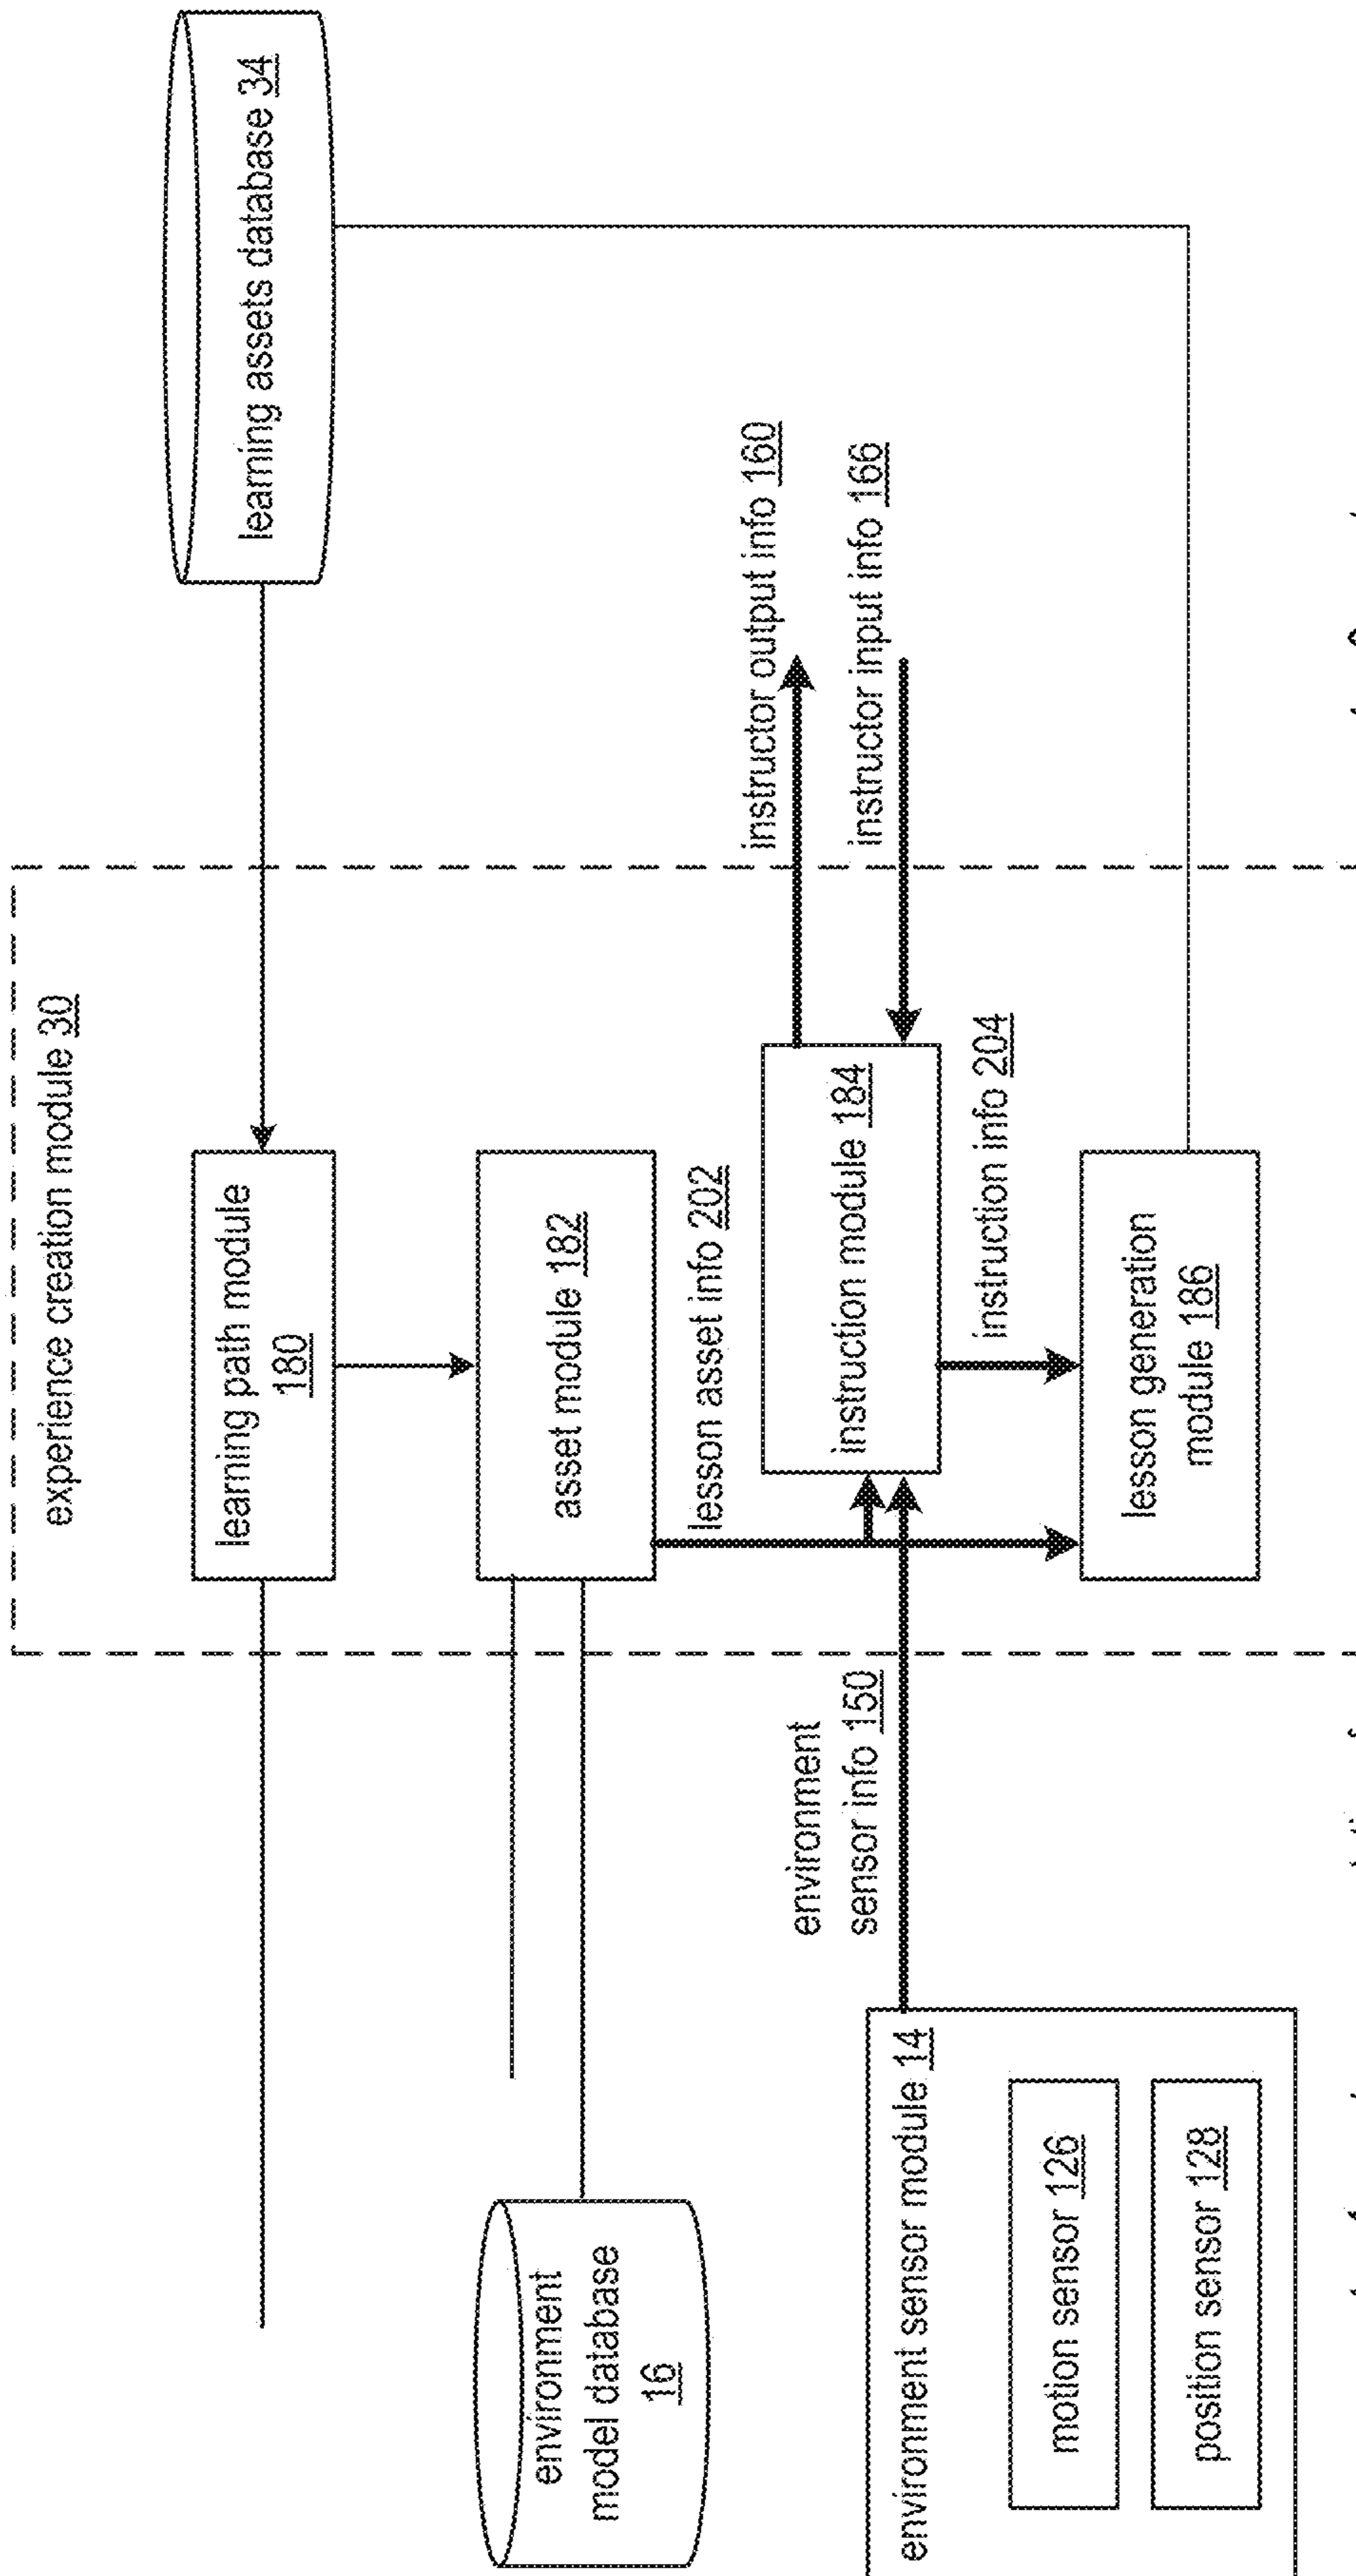 experience creation module 30
learning assets database 34
learning path module
180
environment
model database
16
asset module 182
lesson asset info 202
instructor output info 160
instructor input info 166
environment
sensor info 150
instruction module 184
instruction info 204
environment sensor module 14
motion sensor 126
position sensor 128
lesson generation
module 186